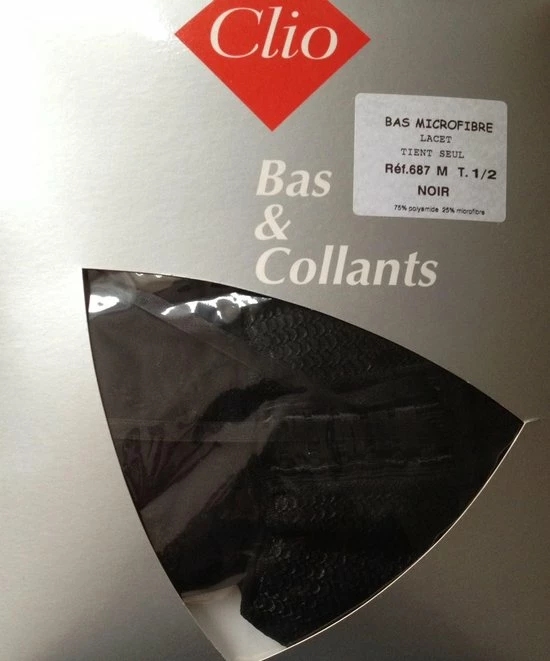 Clio
BAS MICROFIBRE
LACET
TIENT SEUL
Réf.687 M T. 1/2
NOIR
75% polyamide 25% microfibre
Bas
&
Collants